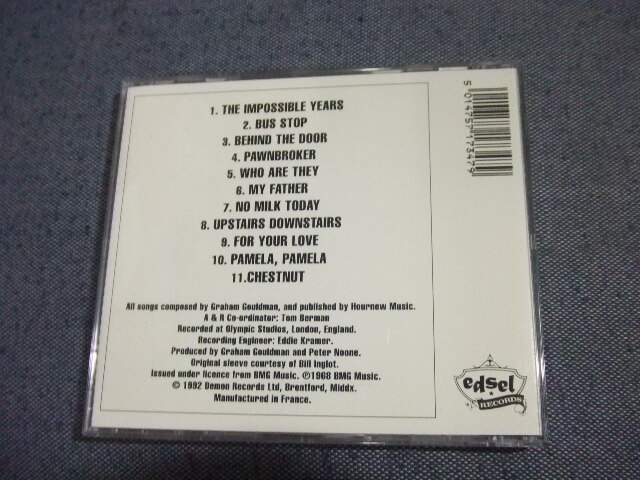 1. THE IMPOSSIBLE YEARS
2. BUS STOP
3. BEHIND THE DOOR
4. PAWNBROKER
5. WHO ARE THEY
6. MY FATHER
7. NO MILK TODAY
8. UPSTAIRS DOWNSTAIRS
9. FOR YOUR LOVE
10. PAMELA, PAMELA
11. CHESTNUT
All songs composed by Graham Gouldman, and published by Hournew Music.
A & R Co-ordinator: Tom Berman
Recorded at Olympic Studios, London, England.
Recording Engineer: Eddie Kramer.
Produced by Graham Gouldman and Peter Noone.
Original sleeve courtesy of Bill Inglot.
Issued under licence from BMG Music. ℗1968 BMG Music.
© 1992 Demon Records Ltd, Brentford, Middx.
Manufactured in France.
5 014757 173479
edsel
RECORDS